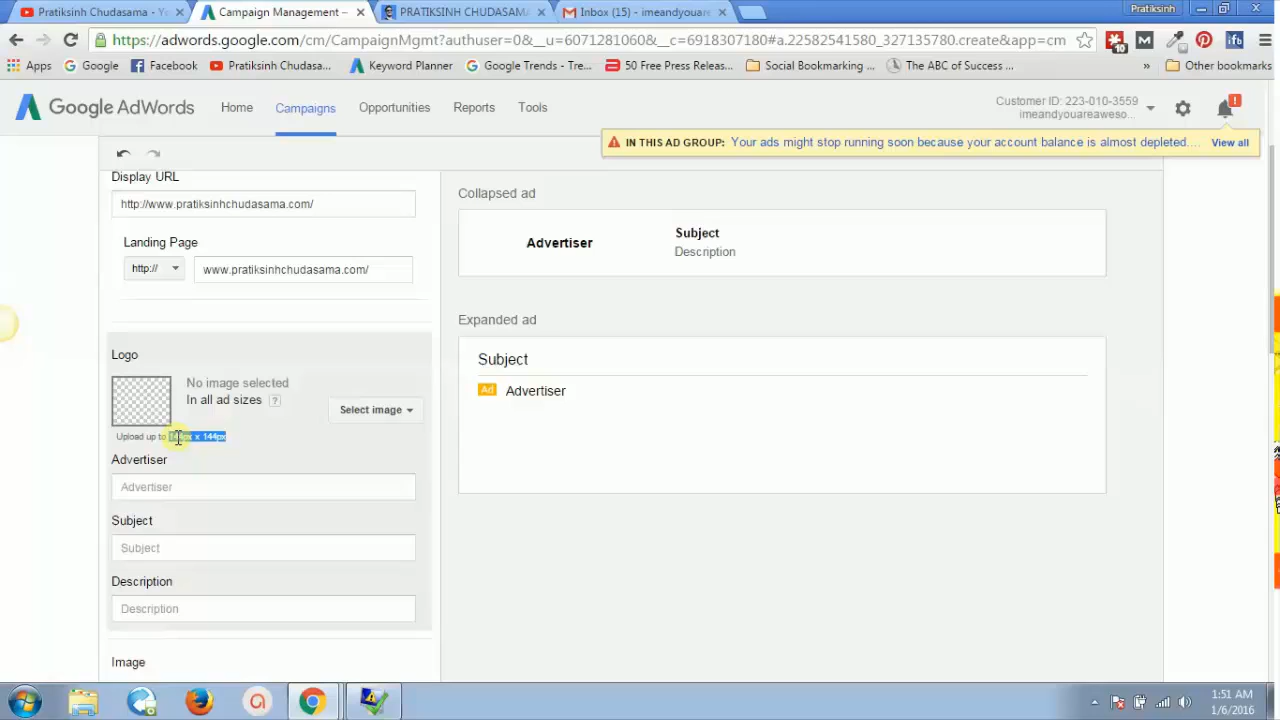 Pratiksinh Chudasama - Y
Campaign Management –
PRATIKSINH CHUDASAMA
Inbox (15) - imeandyouare
Pratiksinh
https://adwords.google.com/cm/CampaignMgmt?authuser=0&__u=6071281060&__c=6918307180#a.22582541580_327135780.create&app=cm
10
M
ifb
Apps
Google
Facebook
Pratiksinh Chudasa...
Keyword Planner
Google Trends - Tre...
50 Free Press Releas...
Social Bookmarking ...
The ABC of Success ...
»
Other bookmarks
Google AdWords
Home
Campaigns
Opportunities
Reports
Tools
Customer ID: 223-010-3559
imeandyouareaweso...
!
IN THIS AD GROUP: Your ads might stop running soon because your account balance is almost depleted.... View all
Display URL
http://www.pratiksinhchudasama.com/
Landing Page
http://
www.pratiksinhchudasama.com/
Logo
No image selected
In all ad sizes ?
Select image
Upload up to 144px x 144px
Advertiser
Advertiser
Subject
Subject
Description
Description
Image
Collapsed ad
Advertiser
Subject
Description
Expanded ad
Subject
Ad Advertiser
1:51 AM
1/6/2016